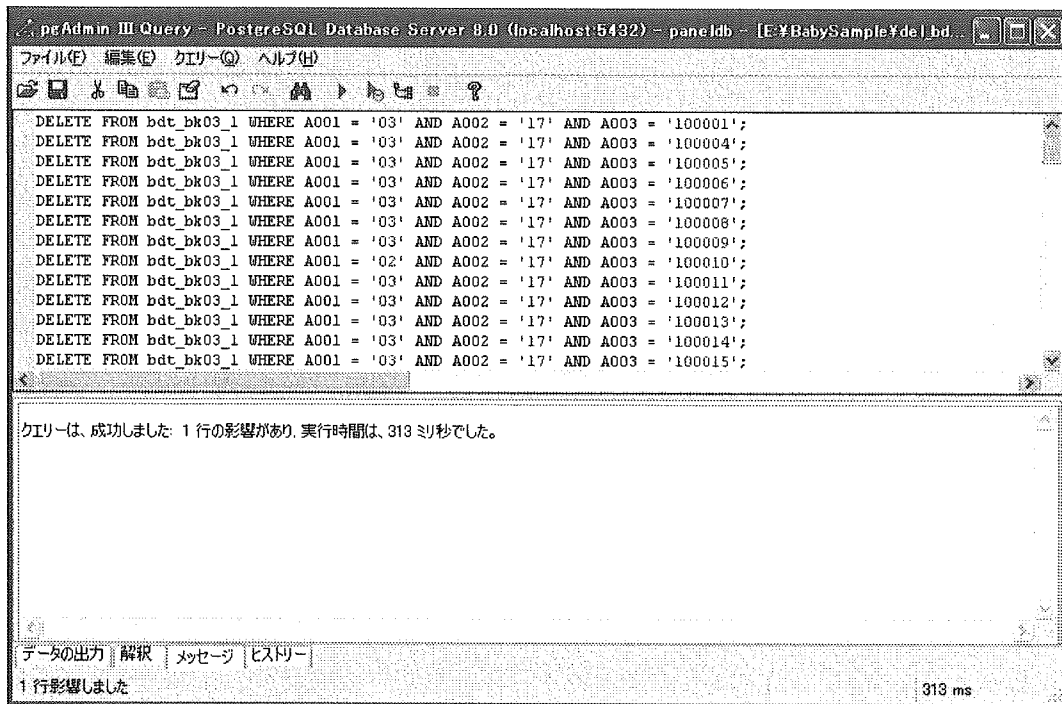 pgAdmin III Query - PostgreSQL Database Server 8.0 (localhost:5432) - paneldb - [E:¥BabySample¥del_bd...
ファイル(F) 編集(E) クエリー(Q) ヘルプ(H)
DELETE FROM bdt_bk03_1 WHERE A001 = '03' AND A002 = '17' AND A003 = '100001';
DELETE FROM bdt_bk03_1 WHERE A001 = '03' AND A002 = '17' AND A003 = '100004';
DELETE FROM bdt_bk03_1 WHERE A001 = '03' AND A002 = '17' AND A003 = '100005';
DELETE FROM bdt_bk03_1 WHERE A001 = '03' AND A002 = '17' AND A003 = '100006';
DELETE FROM bdt_bk03_1 WHERE A001 = '03' AND A002 = '17' AND A003 = '100007';
DELETE FROM bdt_bk03_1 WHERE A001 = '03' AND A002 = '17' AND A003 = '100008';
DELETE FROM bdt_bk03_1 WHERE A001 = '03' AND A002 = '17' AND A003 = '100009';
DELETE FROM bdt_bk03_1 WHERE A001 = '02' AND A002 = '17' AND A003 = '100010';
DELETE FROM bdt_bk03_1 WHERE A001 = '03' AND A002 = '17' AND A003 = '100011';
DELETE FROM bdt_bk03_1 WHERE A001 = '03' AND A002 = '17' AND A003 = '100012';
DELETE FROM bdt_bk03_1 WHERE A001 = '03' AND A002 = '17' AND A003 = '100013';
DELETE FROM bdt_bk03_1 WHERE A001 = '03' AND A002 = '17' AND A003 = '100014';
DELETE FROM bdt_bk03_1 WHERE A001 = '03' AND A002 = '17' AND A003 = '100015';
クエリーは、成功しました: 1 行の影響があり, 実行時間は、313 ミリ秒でした。
データの出力 解釈 メッセージ ヒストリー
1 行影響しました 313 ms